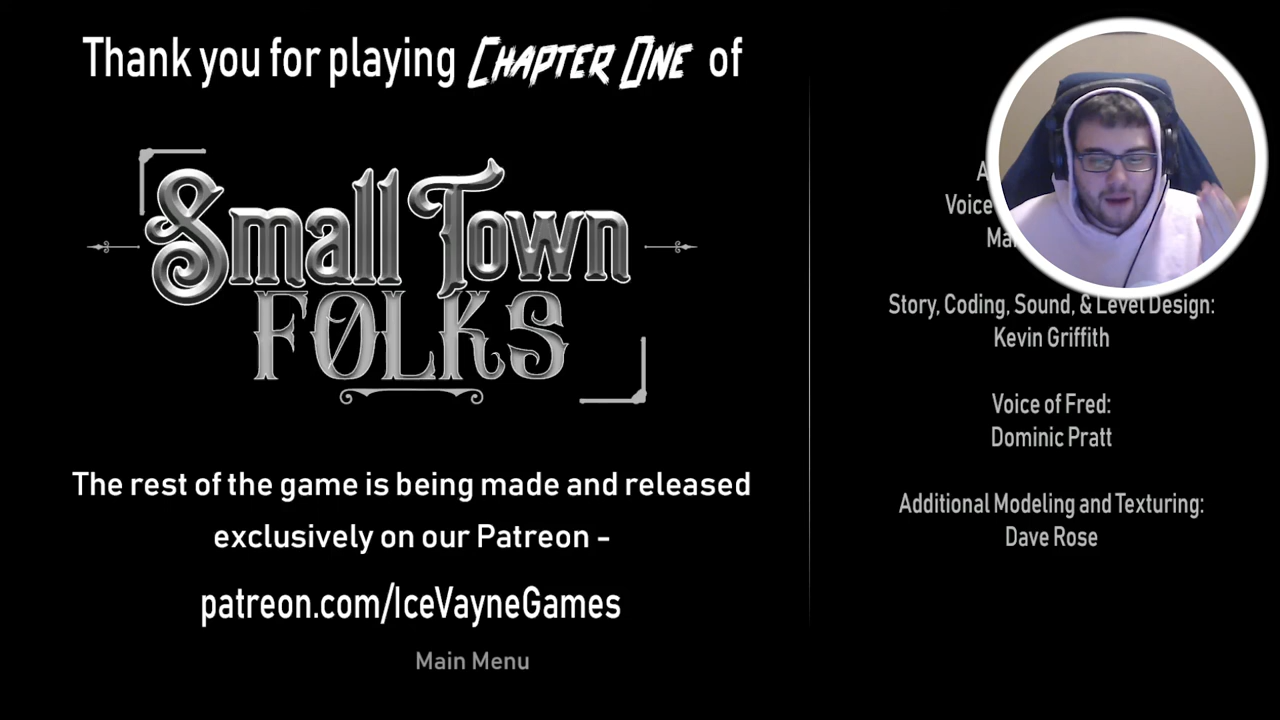 Thank you for playing Chapter One of
Small Town
FOLKS
The rest of the game is being made and released
exclusively on our Patreon -
patreon.com/IceVayneGames
Main Menu
Voice
Story, Coding, Sound, & Level Design:
Kevin Griffith
Voice of Fred:
Dominic Pratt
Additional Modeling and Texturing:
Dave Rose